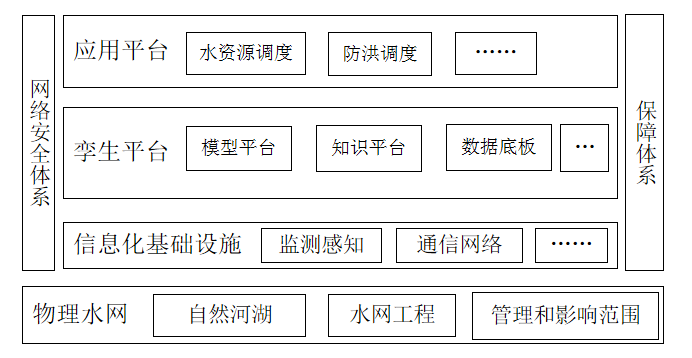 网络安全体系
应用平台 水资源调度 防洪调度 ……
孪生平台 模型平台 知识平台 数据底板 …
信息化基础设施 监测感知 通信网络 ……
保障体系
物理水网 自然河湖 水网工程 管理和影响范围